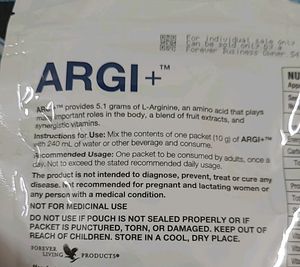 For individual sale only
Can be sold only by a
Forever Business Owner
ARGI+™
ARGI+™ provides 5.1 grams of L-Arginine, an amino acid that plays
many important roles in the body, a blend of fruit extracts, and
synergistic vitamins.
Instructions for Use: Mix the contents of one packet (10 g) of ARGI+™
with 240 mL of water or other beverage and consume.
Recommended Usage: One packet to be consumed by adults, once a
day. Not to exceed the stated recommended daily usage.
The product is not intended to diagnose, prevent, treat or cure any
disease. Not recommended for pregnant and lactating women or
any person with a medical condition.
NOT FOR MEDICINAL USE
DO NOT USE IF POUCH IS NOT SEALED PROPERLY OR IF
PACKET IS PUNCTURED, TORN, OR DAMAGED. KEEP OUT OF
REACH OF CHILDREN. STORE IN A COOL, DRY PLACE.
FOREVER
LIVING PRODUCTS®